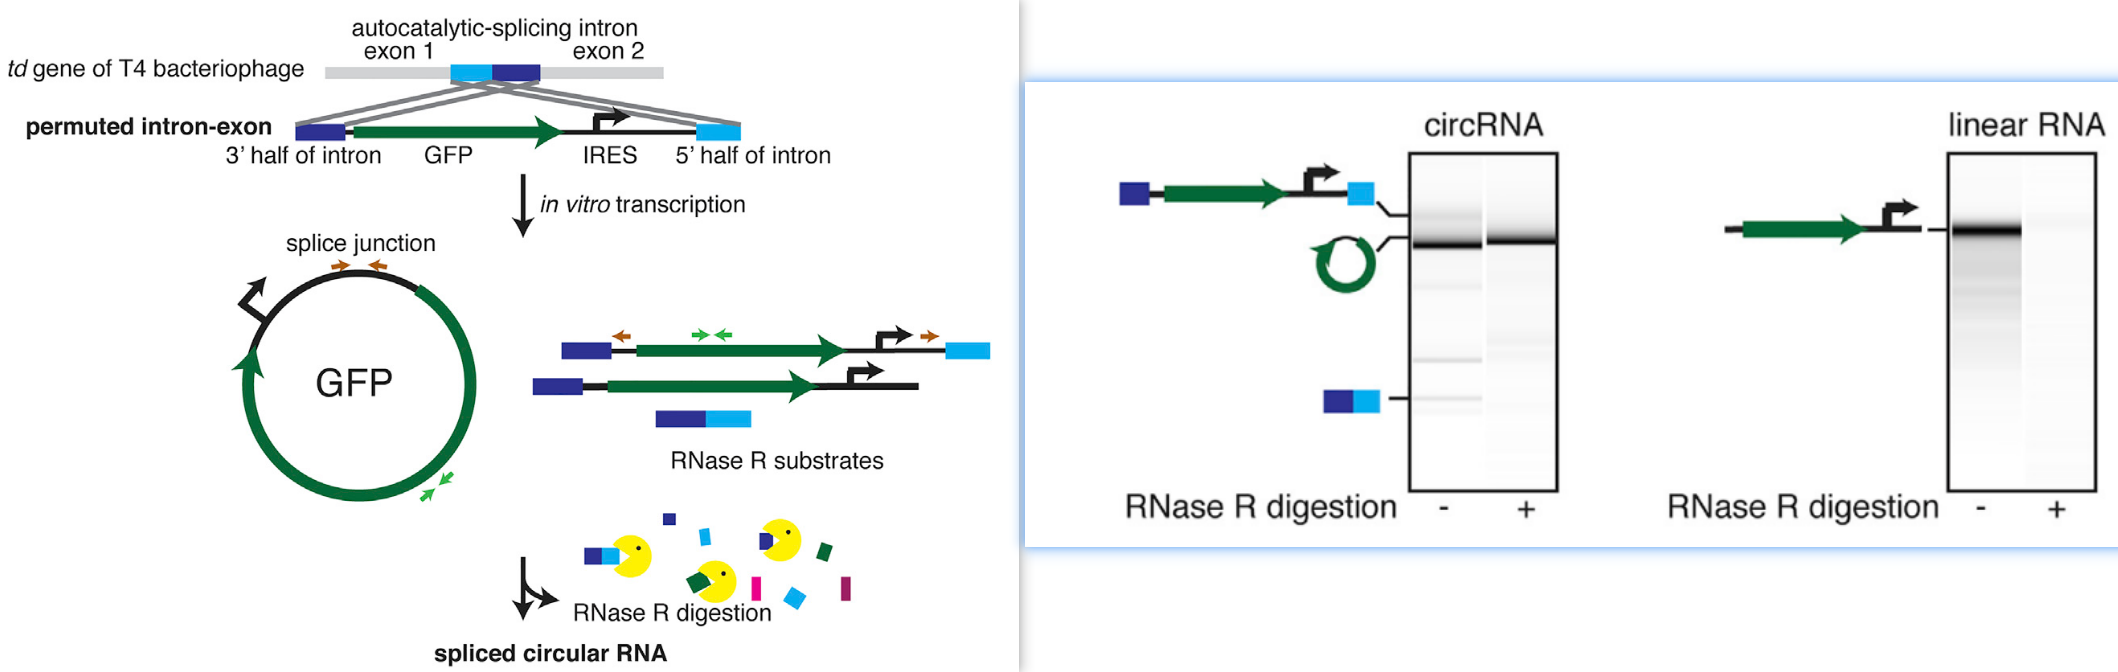 autocatalytic-splicing intron
exon 1 exon 2
td gene of T4 bacteriophage
permuted intron-exon
3' half of intron GFP IRES 5' half of intron
in vitro transcription
splice junction
GFP
RNase R substrates
RNase R digestion
spliced circular RNA
circRNA
RNase R digestion - +
linear RNA
RNase R digestion - +